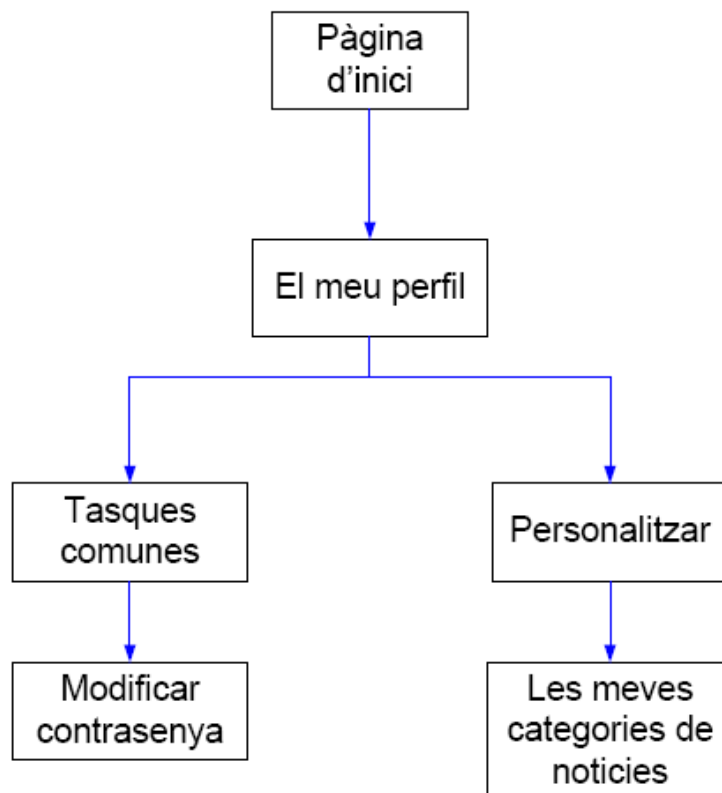 Pàgina
d’inici
El meu perfil
Tasques
comunes
Personalitzar
Modificar
contrasenya
Les meves
categories de
noticies